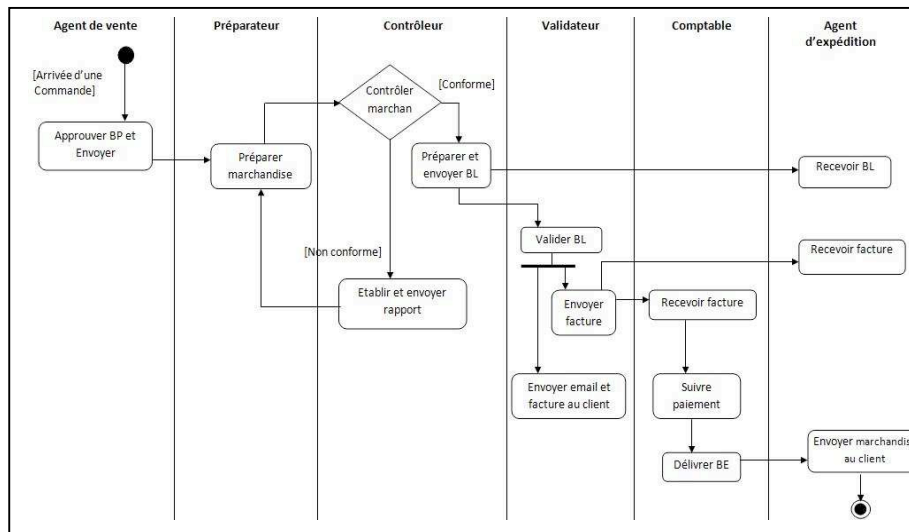 Agent de vente
Préparateur
Contrôleur
Validateur
Comptable
Agent
d'expédition
[Arrivée d'une
Commande]
Approuver BP et
Envoyer
Préparer
marchandise
Contrôler
marchan
[Conforme]
[Non conforme]
Etablir et envoyer
rapport
Préparer et
envoyer BL
Recevoir BL
Valider BL
Envoyer
facture
Recevoir facture
Recevoir facture
Envoyer email et
facture au client
Suivre
paiement
Délivrer BE
Envoyer marchandis
au client